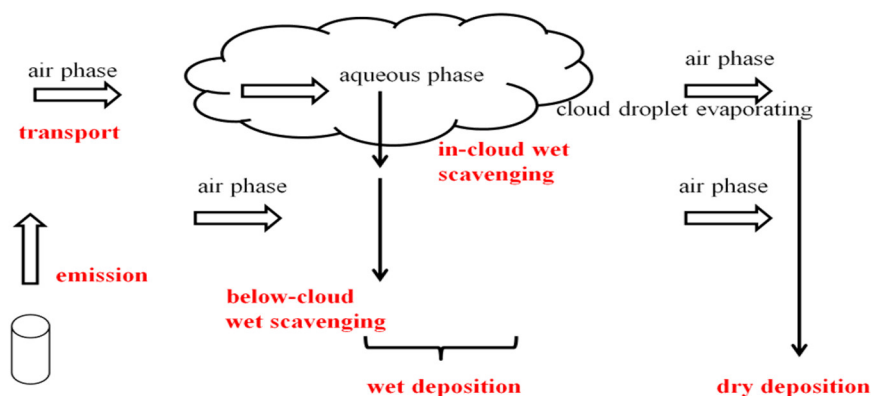 air phase
transport
aqueous phase
air phase
cloud droplet evaporating
in-cloud wet
scavenging
air phase
air phase
emission
below-cloud
wet scavenging
wet deposition
dry deposition